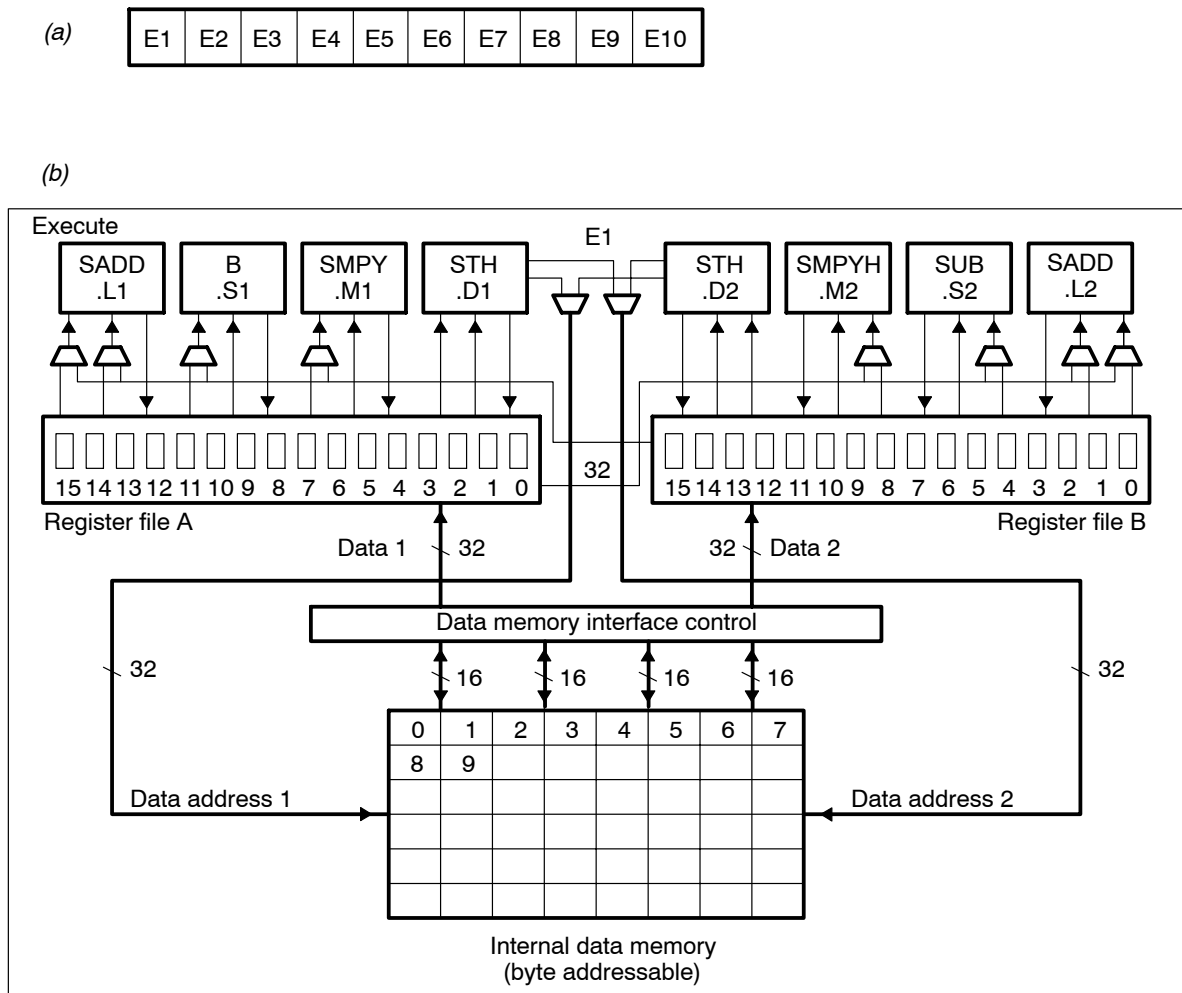 (a)
E1 E2 E3 E4 E5 E6 E7 E8 E9 E10
(b)
Execute
E1
SADD .L1
B .S1
SMPY .M1
STH .D1
STH .D2
SMPYH .M2
SUB .S2
SADD .L2
15 14 13 12 11 10 9 8 7 6 5 4 3 2 1 0
32
15 14 13 12 11 10 9 8 7 6 5 4 3 2 1 0
Register file A
Register file B
Data 1
32
32
Data 2
Data memory interface control
32
16
16
16
16
32
0 1 2 3 4 5 6 7
8 9
Data address 1
Data address 2
Internal data memory
(byte addressable)